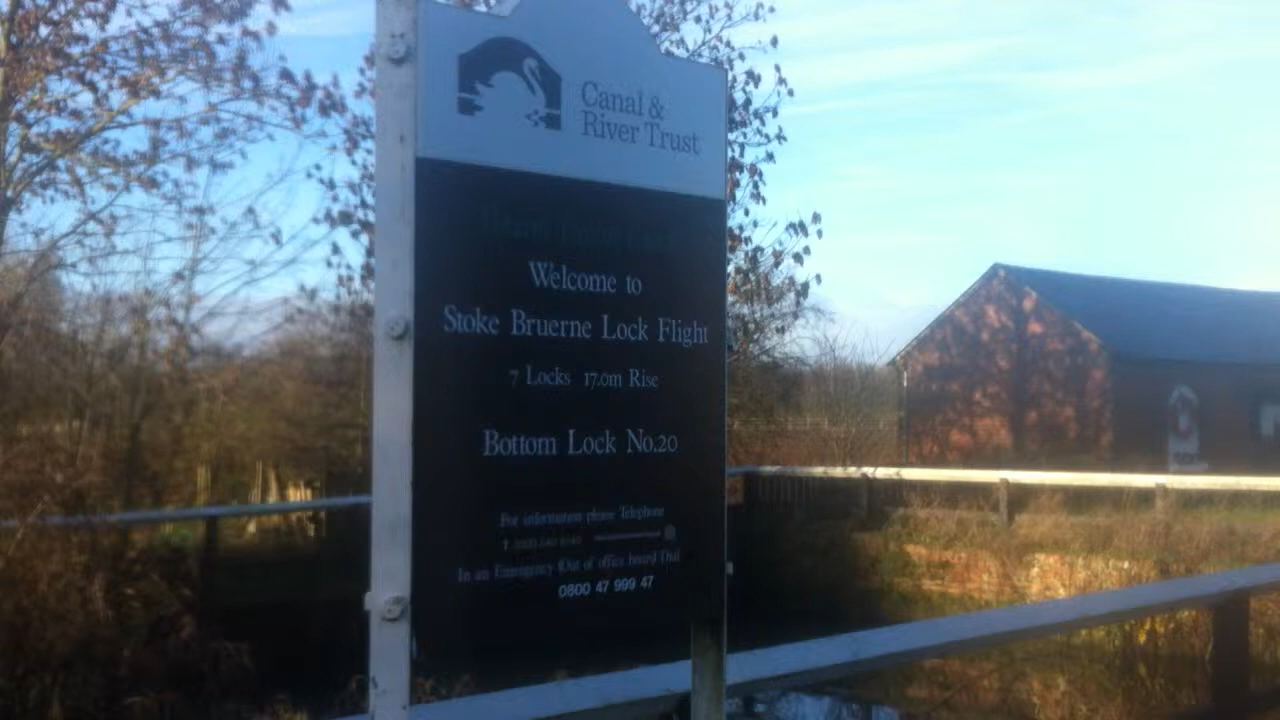 Canal &
River Trust
Welcome to
Stoke Bruerne Lock Flight
7 Locks 17.0m Rise
Bottom Lock No.20
For information please Telephone
T
In an Emergency (Out of office hours) Dial
0800 47 999 47